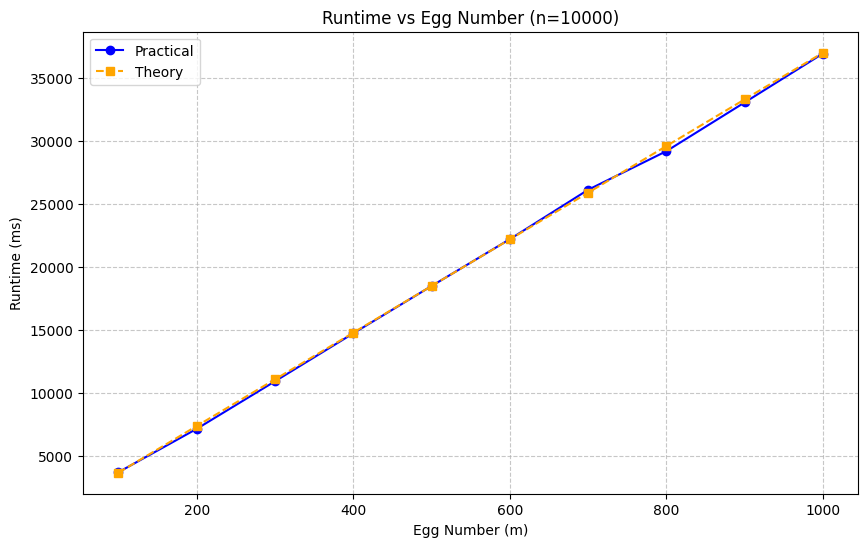 Runtime vs Egg Number (n=10000)
Practical
Theory
35000
30000
25000
20000
15000
10000
5000
Runtime (ms)
200 400 600 800 1000
Egg Number (m)